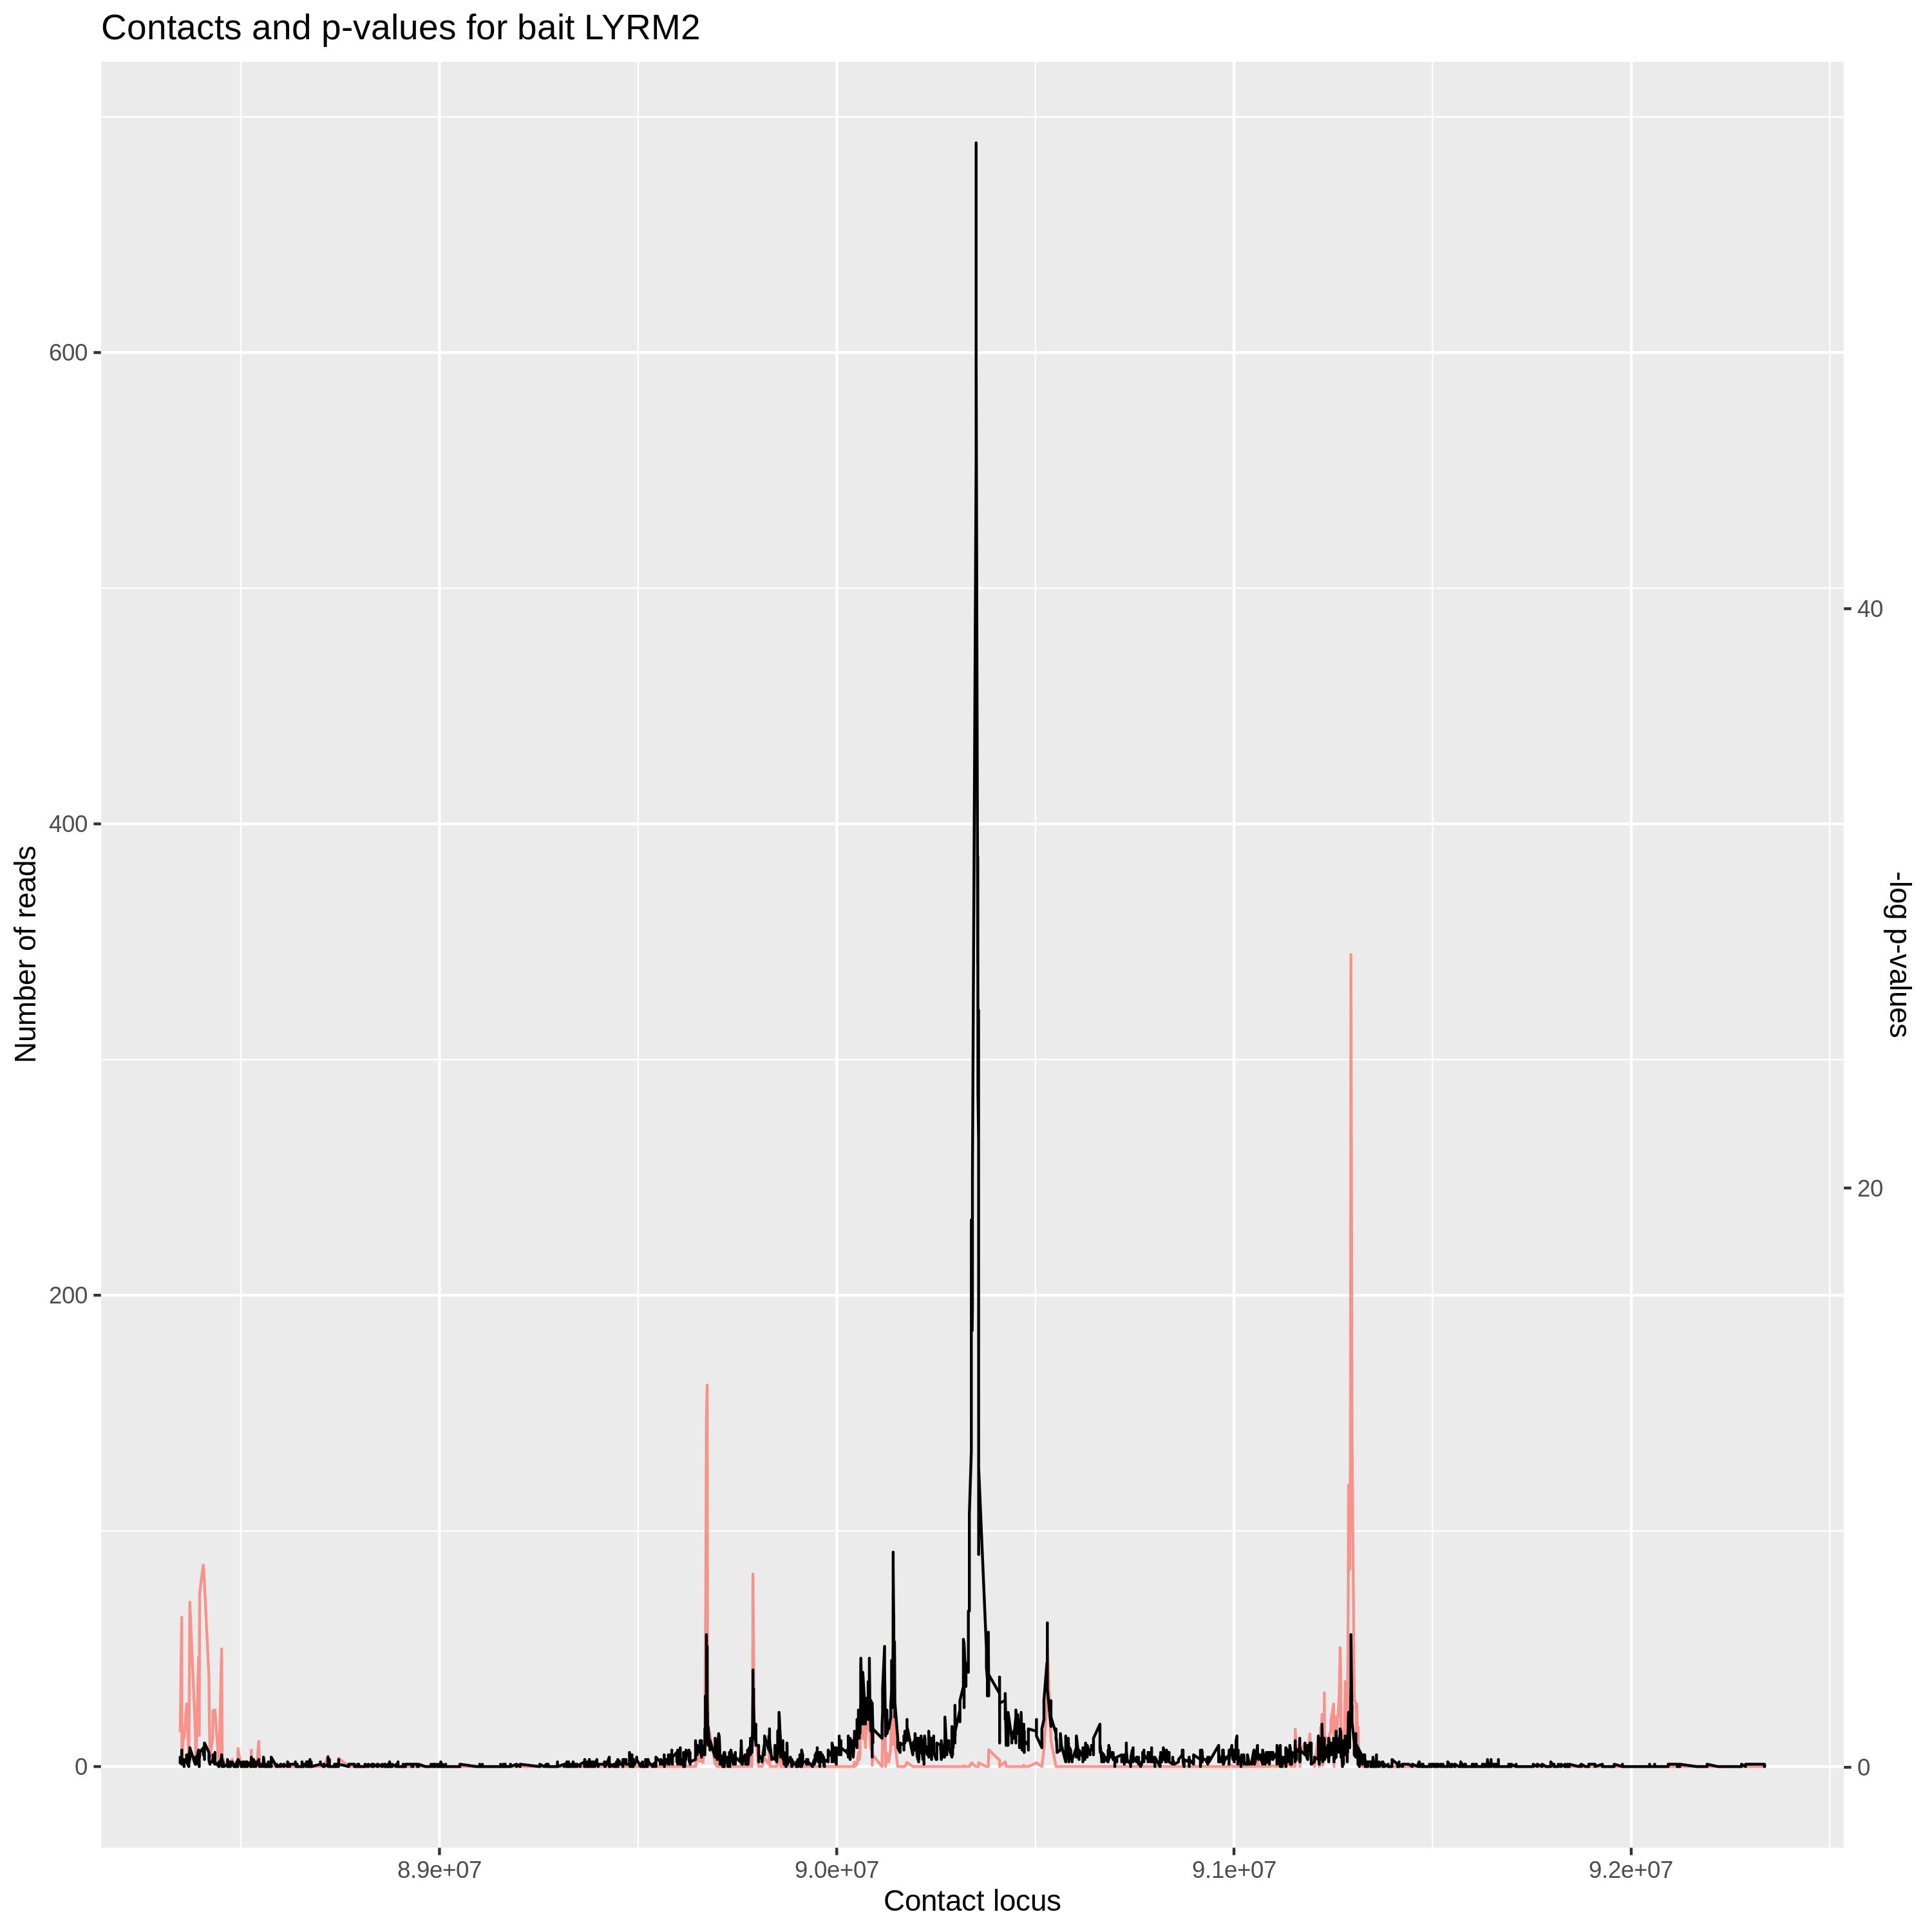 Contacts and p-values for bait LYRM2
Number of reads
600
400
200
0
-log p-values
40
20
0
8.9e+07
9.0e+07
9.1e+07
9.2e+07
Contact locus